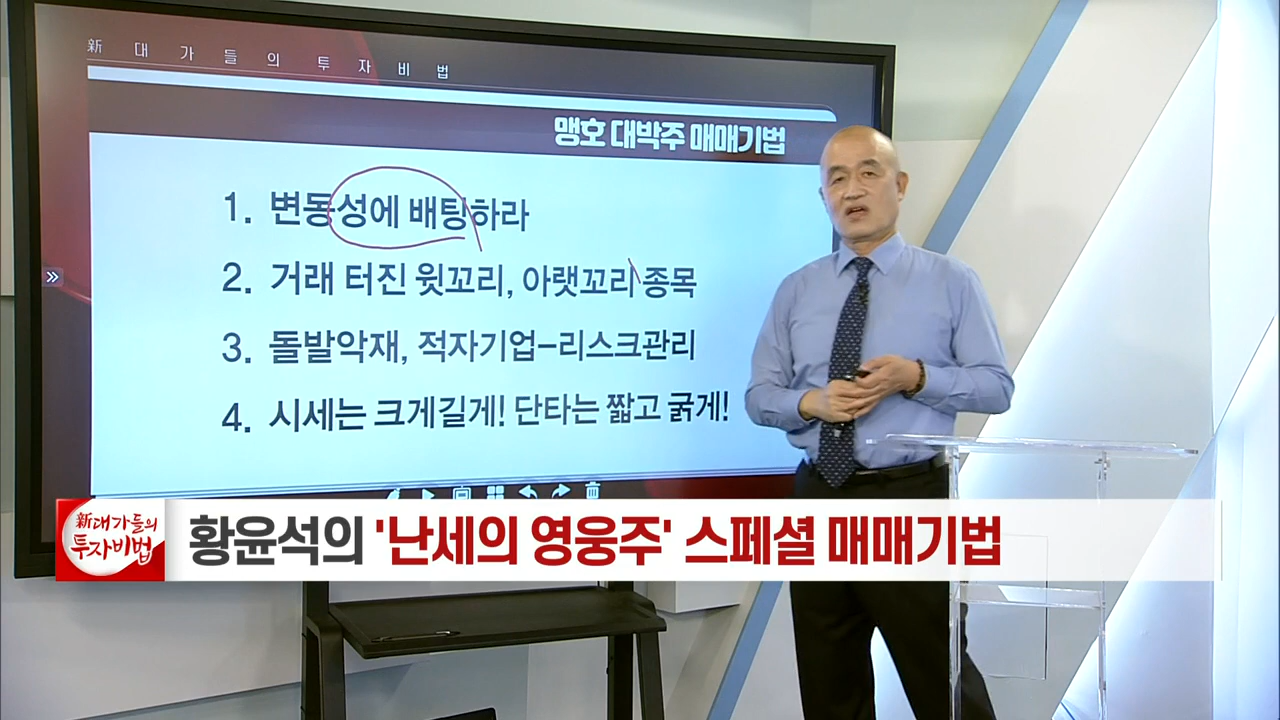 新 대 가 들 의 투 자 비 법
맹호 대박주 매매기법
1. 변동성에 배팅하라
2. 거래 터진 윗꼬리, 아랫꼬리 종목
3. 돌발악재, 적자기업-리스크관리
4. 시세는 크게길게! 단타는 짧고 굵게!
新대가들의
투자비법
황윤석의 '난세의 영웅주' 스페셜 매매기법